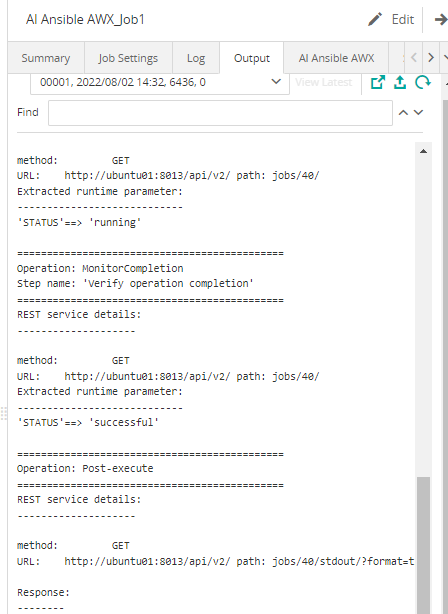 AI Ansible AWX_Job1
Edit
Summary Job Settings Log Output AI Ansible AWX
00001, 2022/08/02 14:32, 6436, 0 View Latest
Find
method: GET
URL: http://ubuntu01:8013/api/v2/ path: jobs/40/
Extracted runtime parameter:
----------------------------
'STATUS'==> 'running'
=============================================
Operation: MonitorCompletion
Step name: 'Verify operation completion'
=============================================
REST service details:
--------------------
method: GET
URL: http://ubuntu01:8013/api/v2/ path: jobs/40/
Extracted runtime parameter:
----------------------------
'STATUS'==> 'successful'
=============================================
Operation: Post-execute
=============================================
REST service details:
--------------------
method: GET
URL: http://ubuntu01:8013/api/v2/ path: jobs/40/stdout/?format=t
Response:
--------